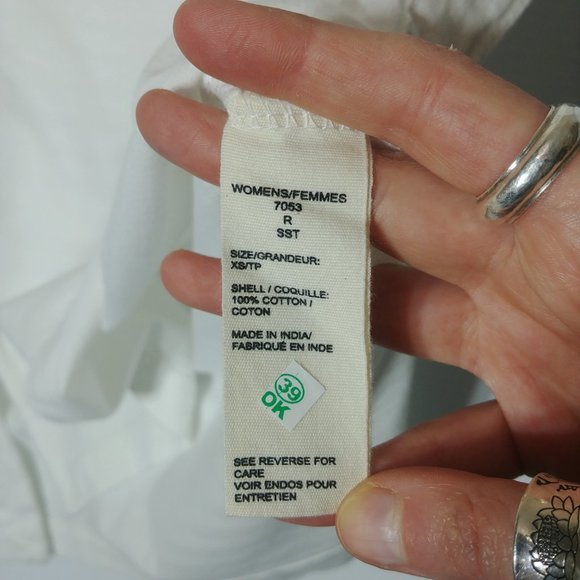 WOMENS/FEMMES
7053
R
SST
SIZE/GRANDEUR:
XS/TP
SHELL / COQUILLE:
100% COTTON /
COTON
MADE IN INDIA/
FABRIQUÉ EN INDE
39
OK
SEE REVERSE FOR
CARE
VOIR ENDOS POUR
ENTRETIEN